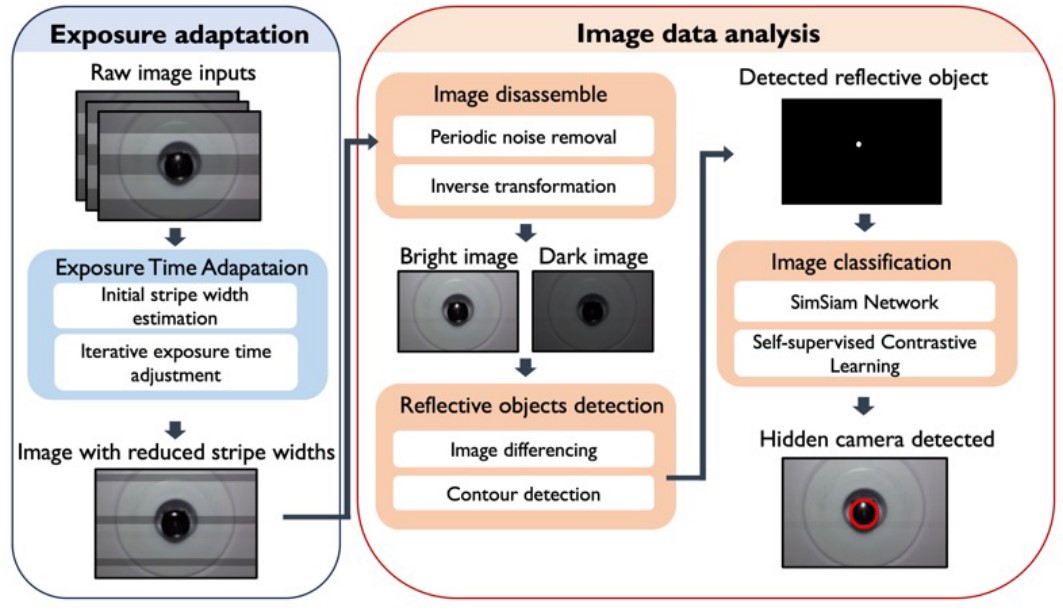 Exposure adaptation
Raw image inputs
Exposure Time Adapataion
Initial stripe width
estimation
Iterative exposure time
adjustment
Image with reduced stripe widths
Image data analysis
Image disassemble
Periodic noise removal
Inverse transformation
Bright image
Dark image
Reflective objects detection
Image differencing
Contour detection
Detected reflective object
Image classification
SimSiam Network
Self-supervised Contrastive
Learning
Hidden camera detected